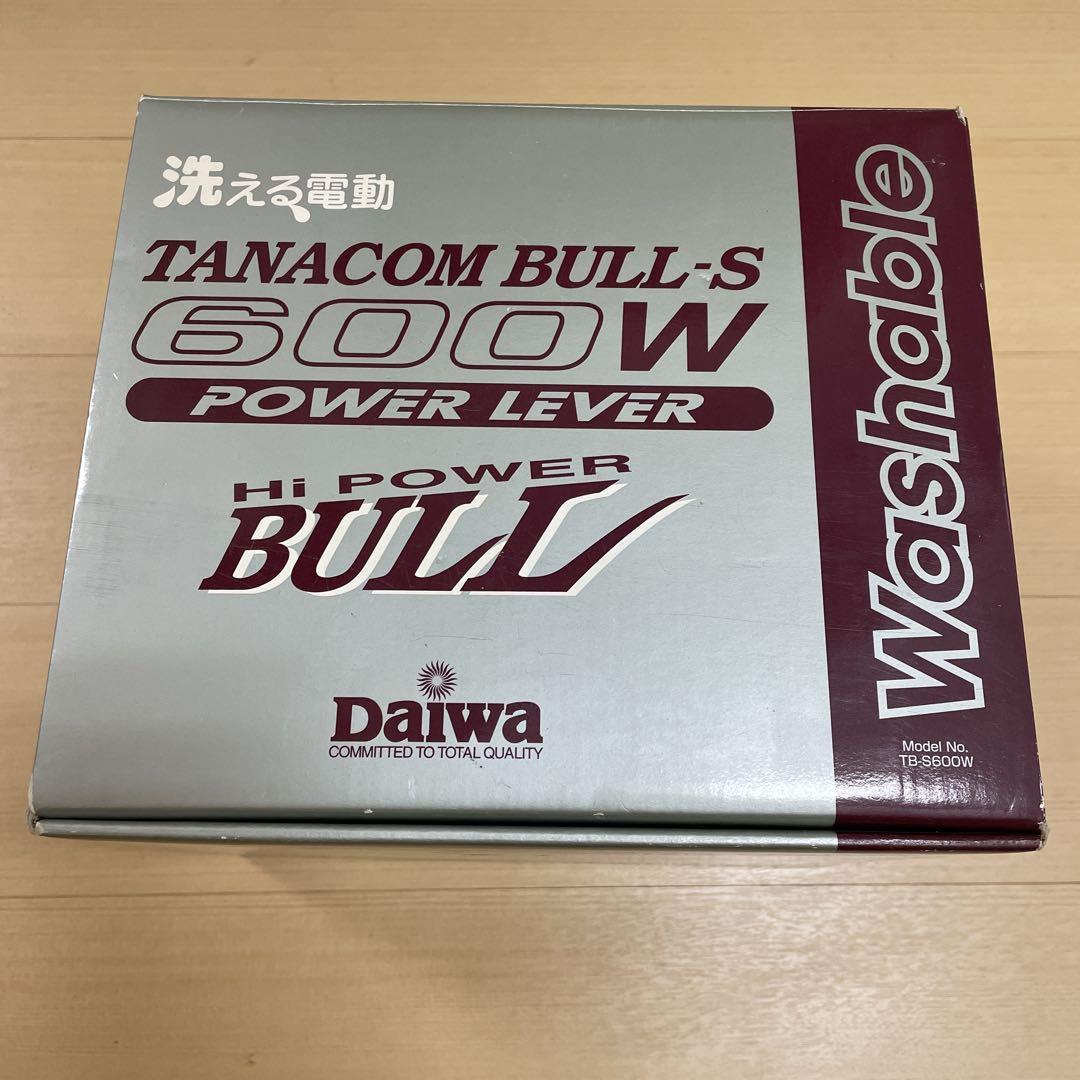 洗える電動
TANACOM BULL-S
600W
POWER LEVER
Hi POWER
BULL
Daiwa
COMMITTED TO TOTAL QUALITY
Washable
Model No.
TB-S600W